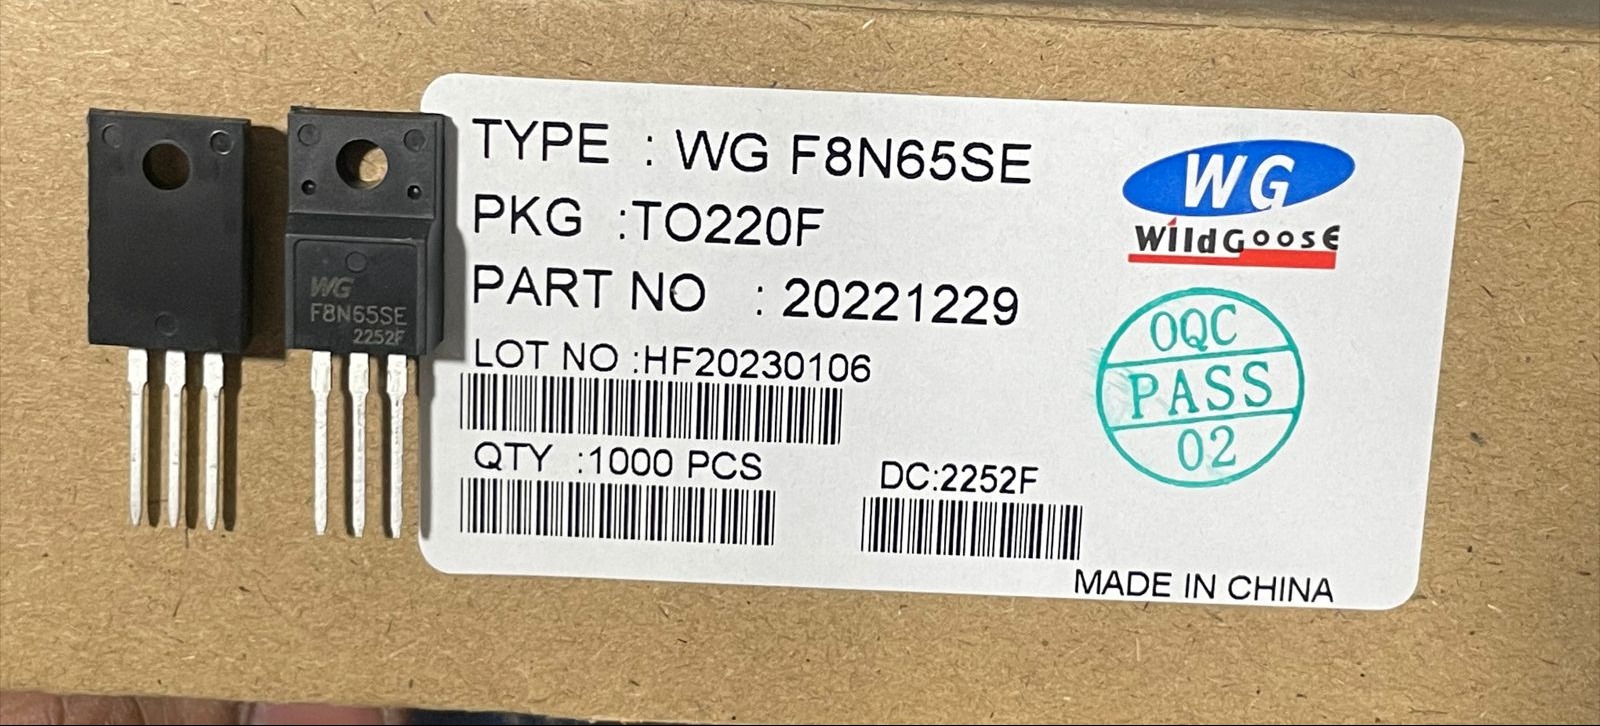 WG
F8N65SE
2252F
TYPE : WG F8N65SE
PKG :TO220F
PART NO : 20221229
LOT NO :HF20230106
QTY :1000 PCS
DC:2252F
WG
WildGoosE
OQC
PASS
02
MADE IN CHINA